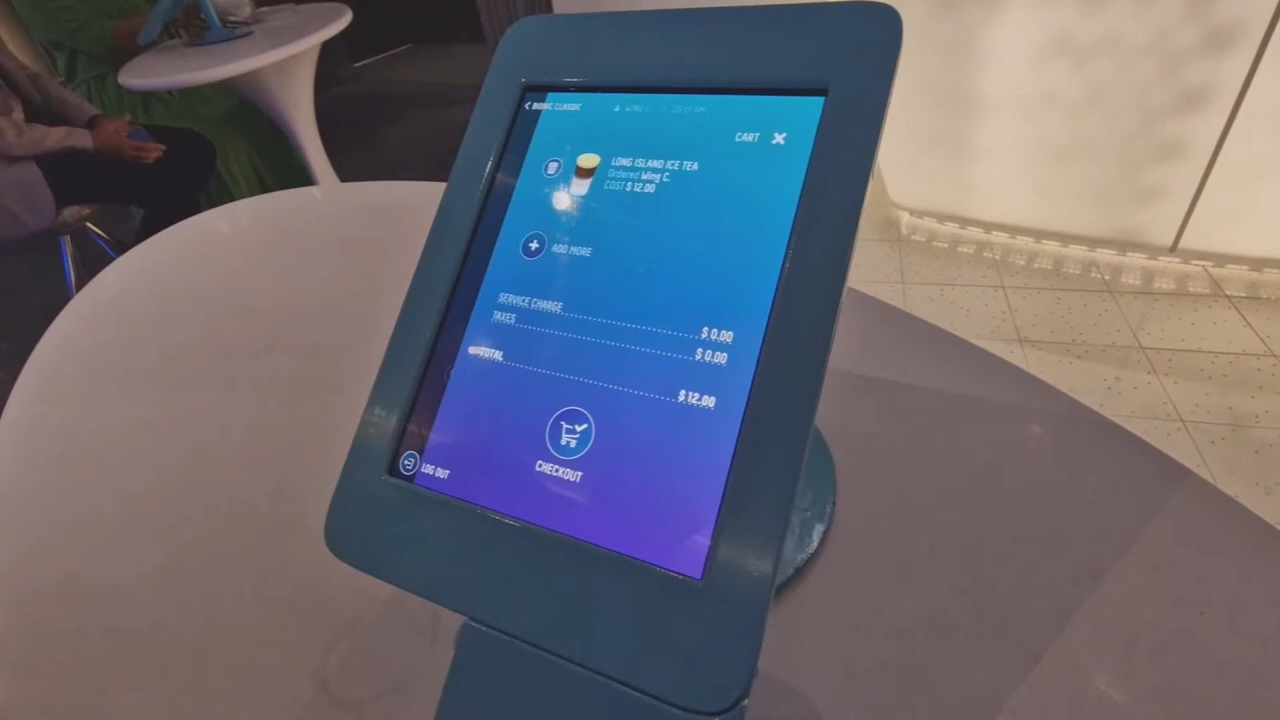 BIONIC CLASSIC
CART
LONG ISLAND ICE TEA
Ordered Wing C.
COST $ 12.00
ADD MORE
SERVICE CHARGE $ 0.00
TAXES $ 0.00
TOTAL $ 12.00
CHECKOUT
LOG OUT